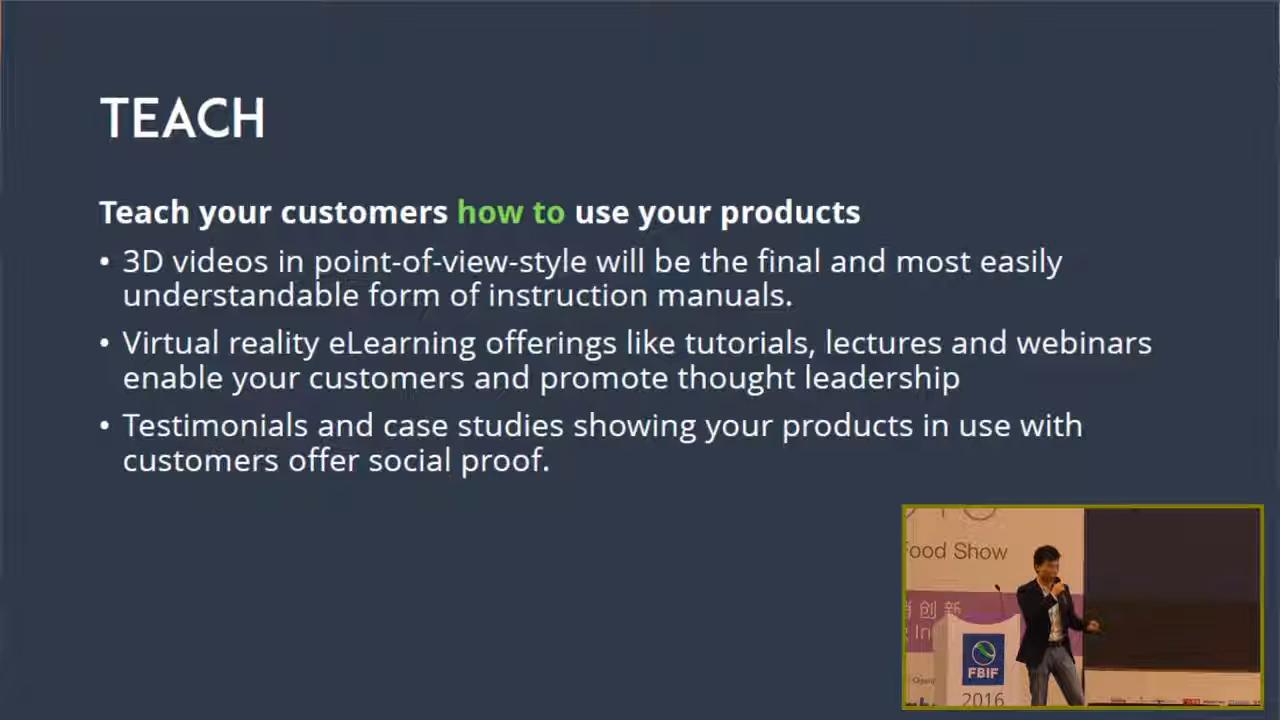 TEACH
Teach your customers how to use your products
• 3D videos in point-of-view-style will be the final and most easily
understandable form of instruction manuals.
• Virtual reality eLearning offerings like tutorials, lectures and webinars
enable your customers and promote thought leadership
• Testimonials and case studies showing your products in use with
customers offer social proof.
Food Show
创新
FBIF
2016